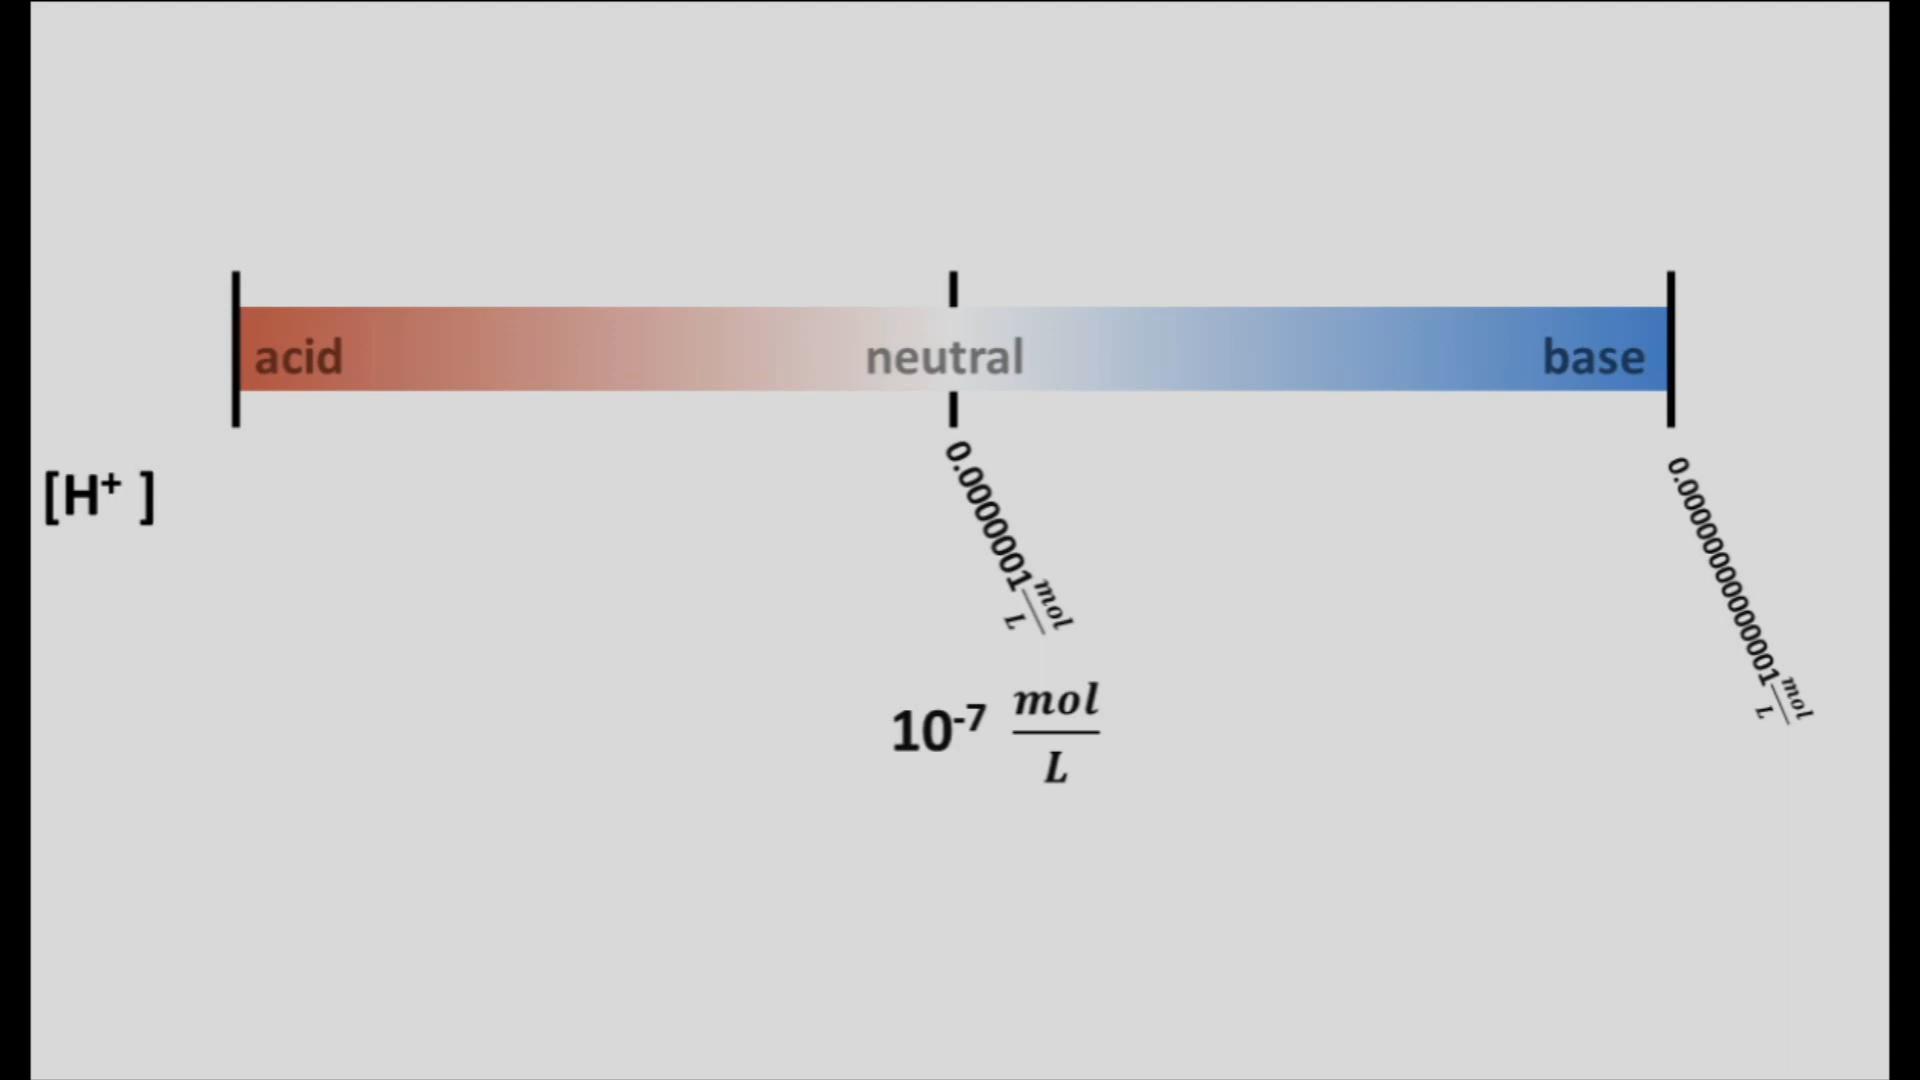 acid neutral base
[H⁺ ]
0.0000001 mol/L
0.00000000000001 mol/L
10⁻⁷ mol/L